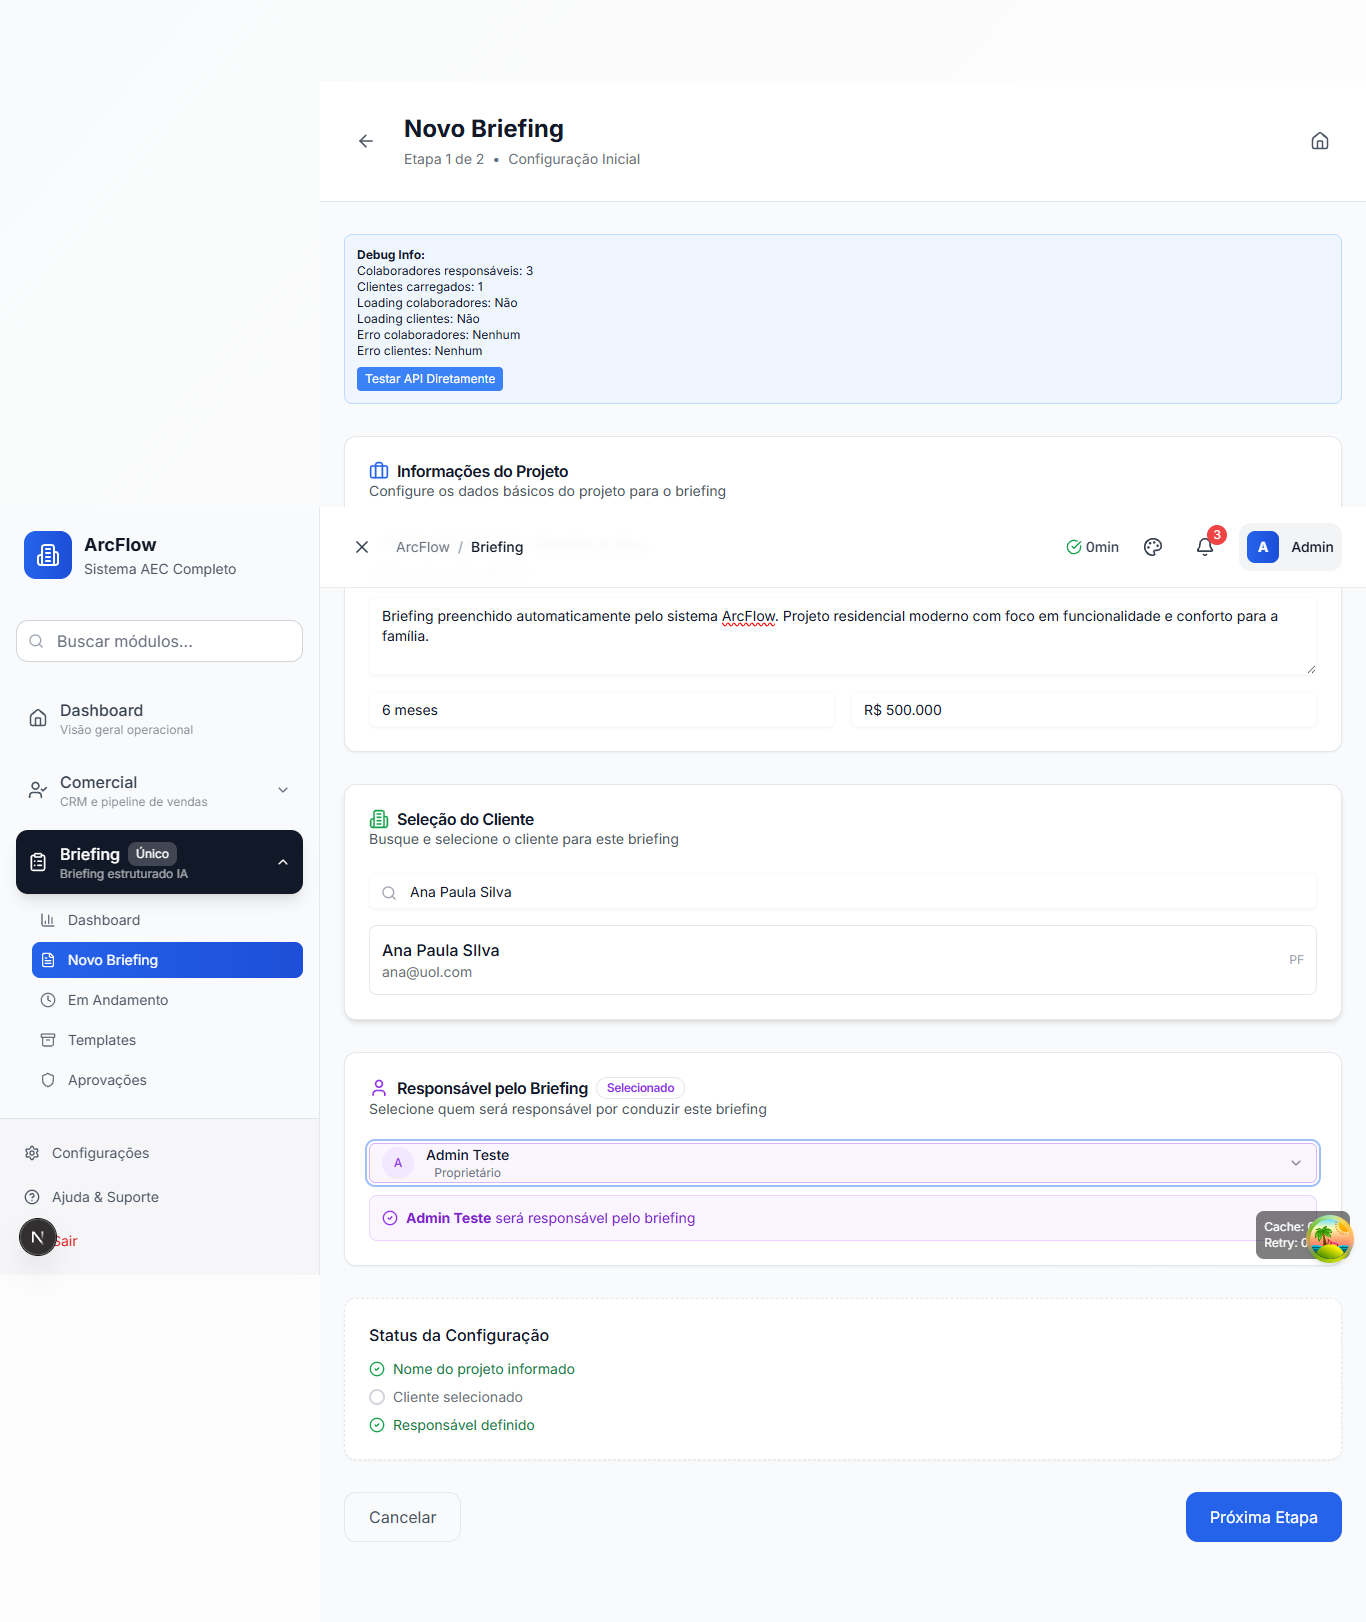 Novo Briefing
Etapa 1 de 2 • Configuração Inicial
Debug Info:
Colaboradores responsáveis: 3
Clientes carregados: 1
Loading colaboradores: Não
Loading clientes: Não
Erro colaboradores: Nenhum
Erro clientes: Nenhum
Testar API Diretamente
Informações do Projeto
Configure os dados básicos do projeto para o briefing
ArcFlow
Sistema AEC Completo
Buscar módulos...
Dashboard
Visão geral operacional
Comercial
CRM e pipeline de vendas
Briefing Único
Briefing estruturado IA
Dashboard
Novo Briefing
Em Andamento
Templates
Aprovações
Configurações
Ajuda & Suporte
N
Sair
ArcFlow / Briefing
0min
3
A Admin
Briefing preenchido automaticamente pelo sistema ArcFlow. Projeto residencial moderno com foco em funcionalidade e conforto para a
família.
6 meses
R$ 500.000
Seleção do Cliente
Busque e selecione o cliente para este briefing
Ana Paula Silva
Ana Paula SIlva
ana@uol.com
PF
Responsável pelo Briefing Selecionado
Selecione quem será responsável por conduzir este briefing
A
Admin Teste
Proprietário
Admin Teste será responsável pelo briefing
Cache:
Retry: 0
Status da Configuração
Nome do projeto informado
Cliente selecionado
Responsável definido
Cancelar
Próxima Etapa